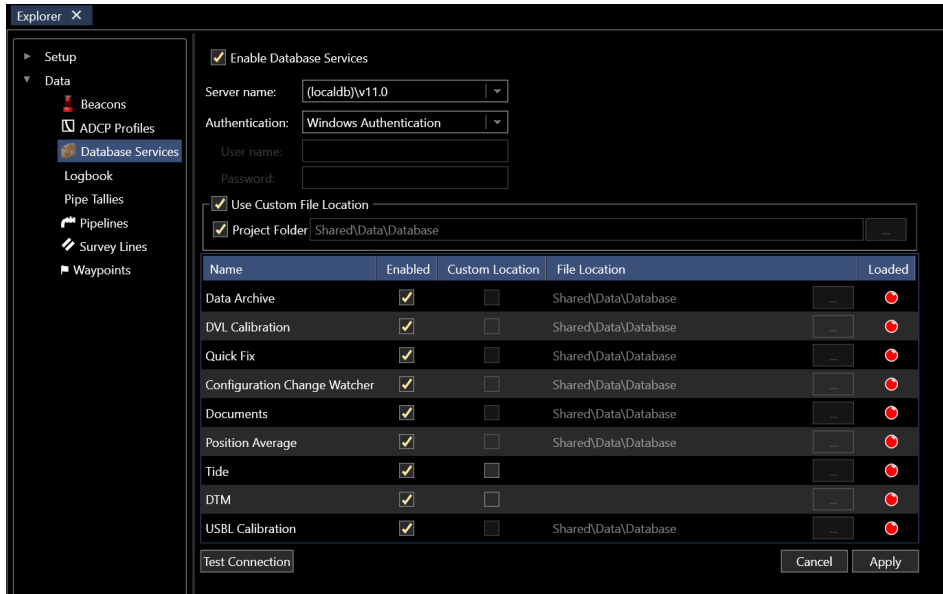 Explorer ✕
Setup
Data
Beacons
ADCP Profiles
Database Services
Logbook
Pipe Tallies
Pipelines
Survey Lines
Waypoints
Enable Database Services
Server name: (localdb)\v11.0
Authentication: Windows Authentication
User name:
Password:
Use Custom File Location
Project Folder Shared\Data\Database ...
Name Enabled Custom Location File Location Loaded
Data Archive Shared\Data\Database ...
DVL Calibration Shared\Data\Database ...
Quick Fix Shared\Data\Database ...
Configuration Change Watcher Shared\Data\Database ...
Documents Shared\Data\Database ...
Position Average Shared\Data\Database ...
Tide ...
DTM ...
USBL Calibration Shared\Data\Database ...
Test Connection Cancel Apply